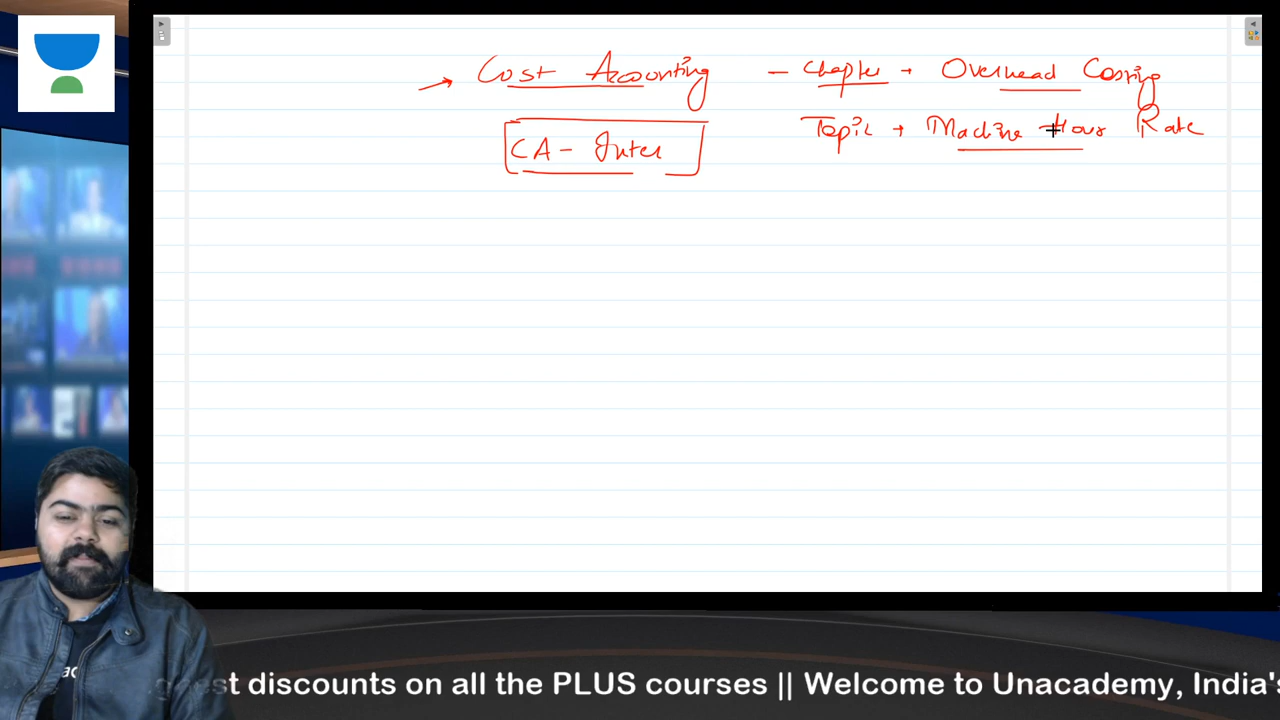 → Cost Accounting - Chapter → Overhead Costing
CA - Inter
Topic → Machine Hour Rate
gest discounts on all the PLUS courses || Welcome to Unacademy, India's